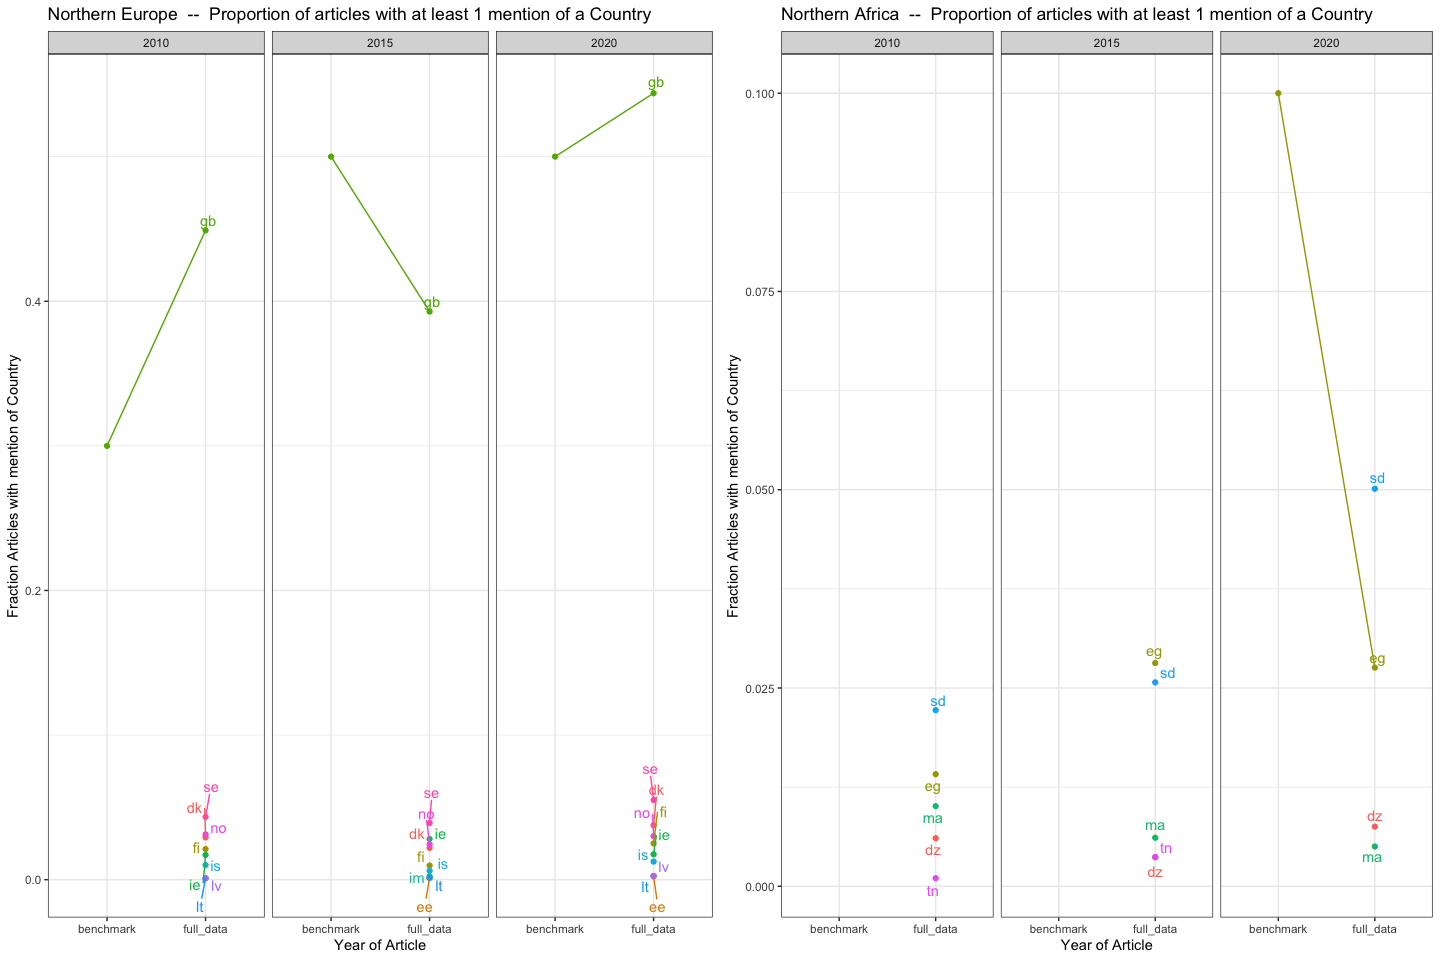 Northern Europe -- Proportion of articles with at least 1 mention of a Country
2010
2015
2020
Fraction Articles with mention of Country
0.4
0.2
0.0
gb
se
dk
no
fi
is
ie
lv
lt
gb
se
no
dk
ie
fi
is
im
lt
ee
gb
se
dk
no
fi
ie
is
lv
lt
ee
benchmark
full_data
benchmark
full_data
benchmark
full_data
Year of Article
Northern Africa -- Proportion of articles with at least 1 mention of a Country
2010
2015
2020
Fraction Articles with mention of Country
0.100
0.075
0.050
0.025
0.000
sd
eg
ma
dz
tn
eg
sd
ma
tn
dz
sd
eg
dz
ma
benchmark
full_data
benchmark
full_data
benchmark
full_data
Year of Article